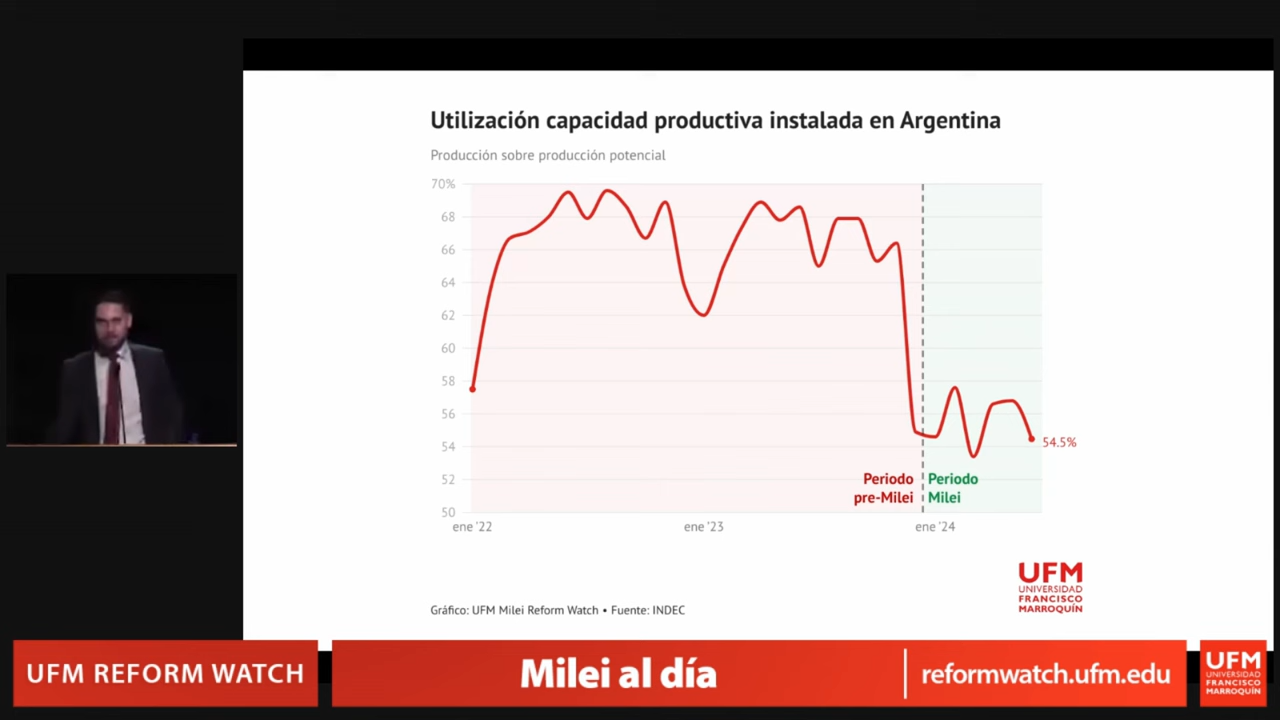 Utilización capacidad productiva instalada en Argentina
Producción sobre producción potencial
70%
68
66
64
62
60
58
56
54
52
50
54.5%
Periodo
pre-Milei
Periodo
Milei
ene '22
ene '23
ene '24
UFM
UNIVERSIDAD
FRANCISCO
MARROQUÍN
Gráfico: UFM Milei Reform Watch • Fuente: INDEC
UFM REFORM WATCH
Milei al día
reformwatch.ufm.edu
UFM
UNIVERSIDAD
FRANCISCO
MARROQUÍN